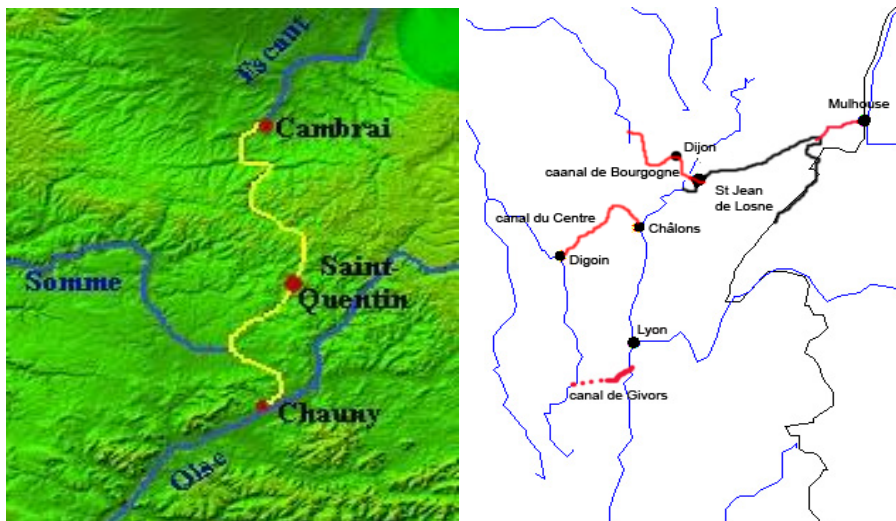 Escaut
Cambrai
Somme
Saint-
Quentin
Chauny
Oise
Mulhouse
Dijon
caanal de Bourgogne
St Jean
de Losne
canal du Centre
Châlons
Digoin
Lyon
canal de Givors